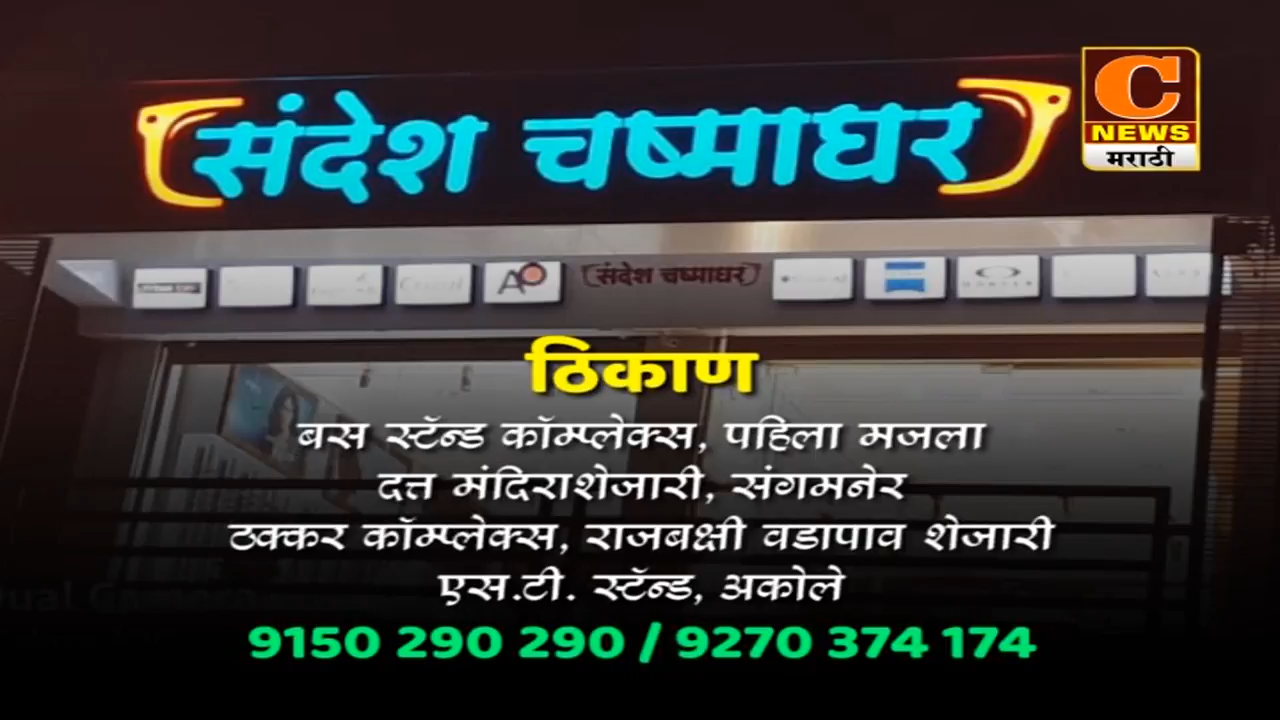 संदेश चष्माघर
C
NEWS
मराठी
AO
संदेश चष्माघर
ठिकाण
बस स्टॅन्ड कॉम्प्लेक्स, पहिला मजला
दत्त मंदिराशेजारी, संगमनेर
ठक्कर कॉम्प्लेक्स, राजबक्षी वडापाव शेजारी
एस.टी. स्टॅन्ड, अकोले
9150 290 290 / 9270 374 174